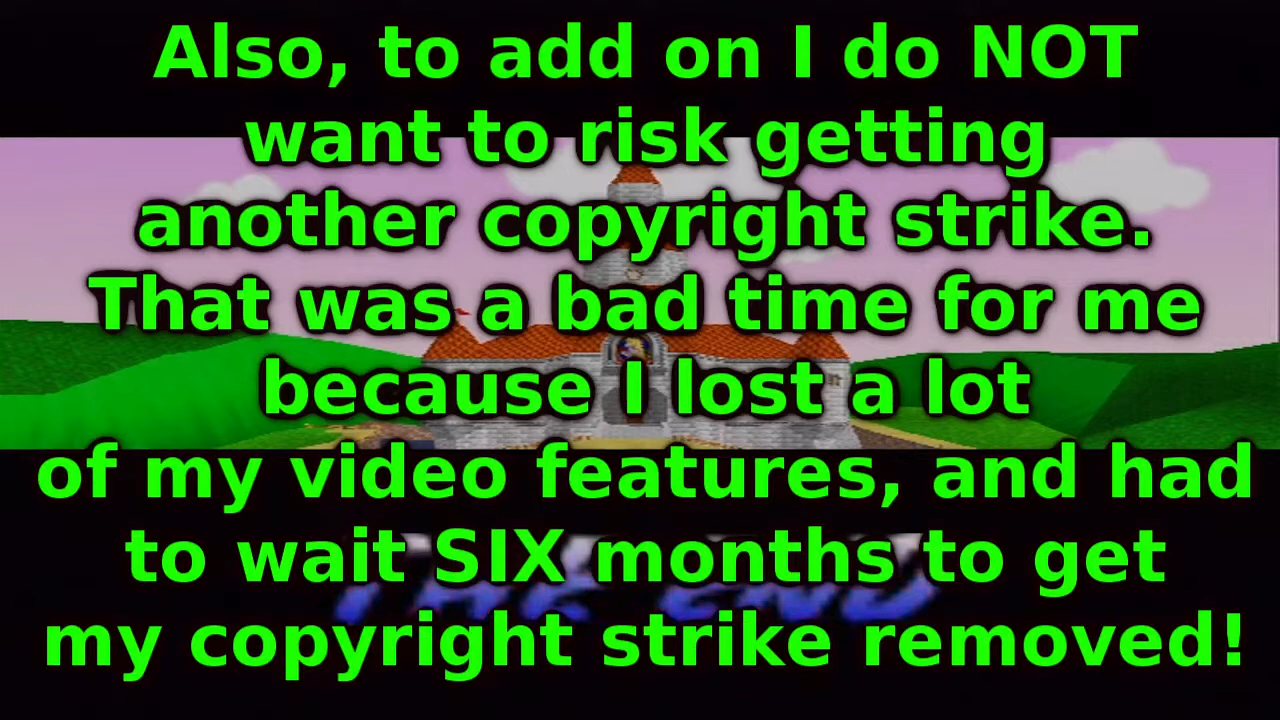 Also, to add on I do NOT
want to risk getting
another copyright strike.
That was a bad time for me
because I lost a lot
of my video features, and had
to wait SIX months to get
my copyright strike removed!
THE END